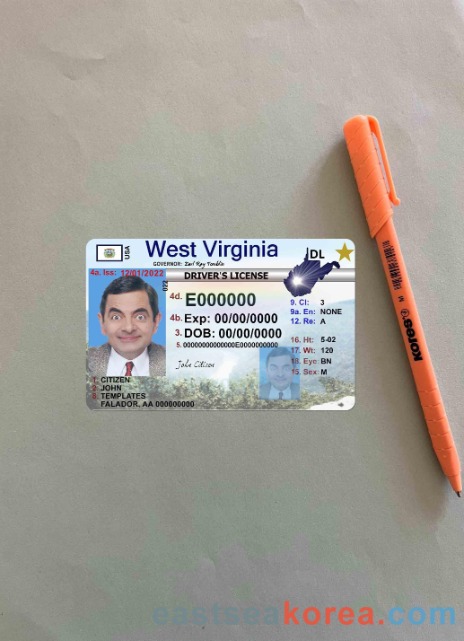 West Virginia
USA
GOVERNOR: Earl Ray Tomblin
DL
4a. Iss: 12/01/2022
DRIVER'S LICENSE
022
4d. E000000
4b. Exp: 00/00/0000
3. DOB: 00/00/0000
5. 00000000000000E0000000000
9. Cl: 3
9a. En: NONE
12. Re: A
16. Ht: 5-02
17. Wt: 120
18. Eye: BN
15. Sex: M
John Citizen
1. CITIZEN
2. JOHN
8. TEMPLATES
FALADOR, AA 000000000
kores
eastseakorea.com